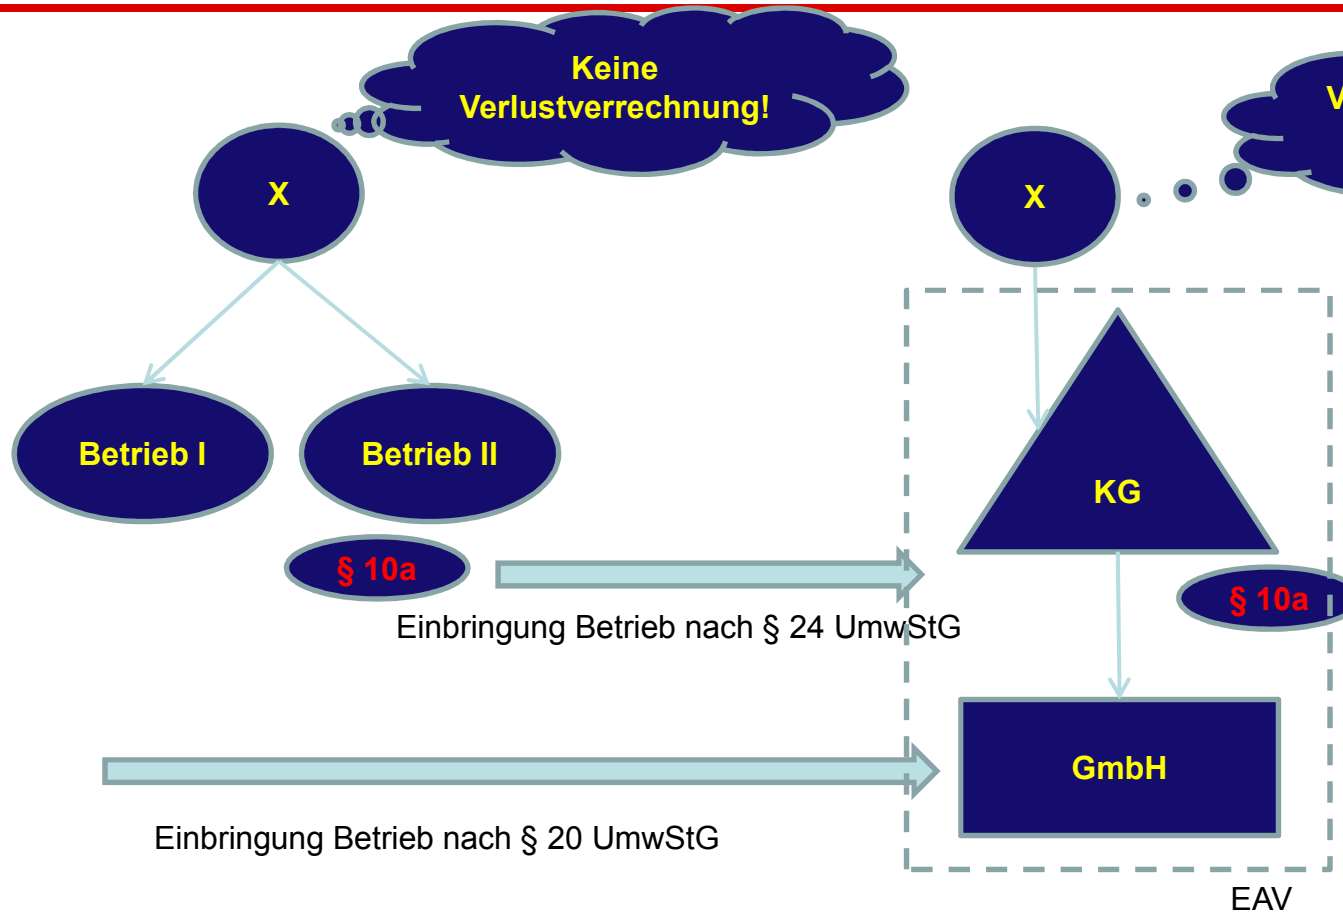 Keine
Verlustverrechnung!
X
X
Betrieb I
Betrieb II
KG
§ 10a
§ 10a
Einbringung Betrieb nach § 24 UmwStG
GmbH
Einbringung Betrieb nach § 20 UmwStG
EAV